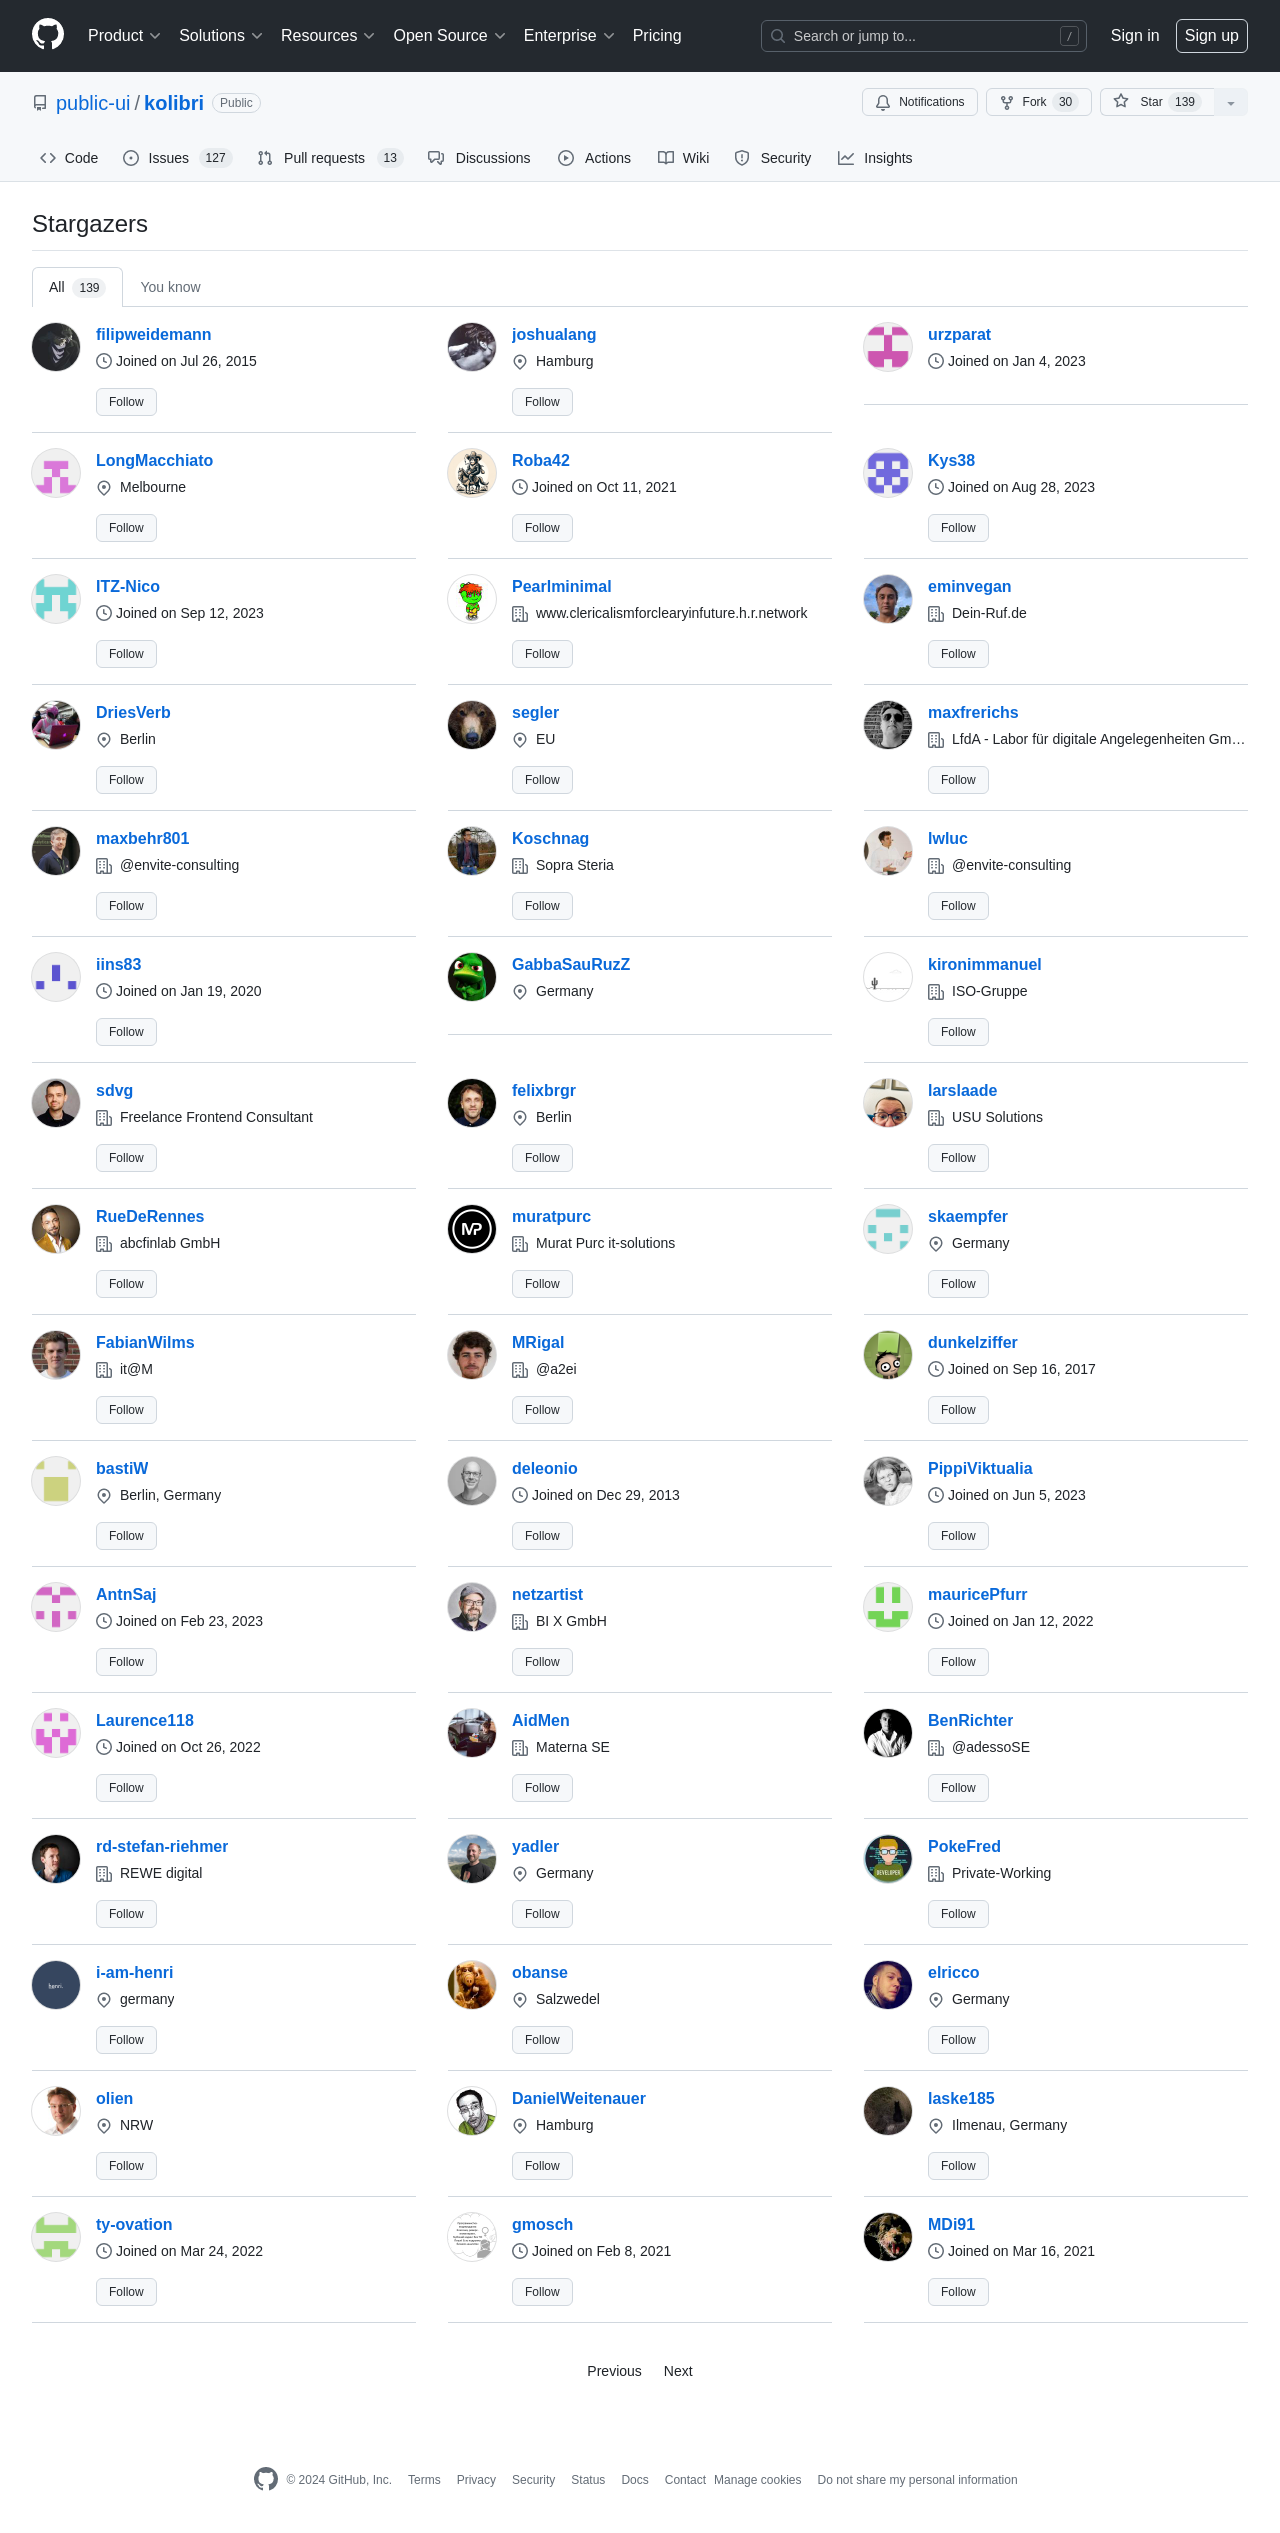 Product Solutions Resources Open Source Enterprise Pricing Search or jump to... / Sign in Sign up
public-ui / kolibri Public Notifications Fork 30 Star 139
Code Issues 127 Pull requests 13 Discussions Actions Wiki Security Insights
Stargazers
All 139 You know
filipweidemann joshualang urzparat
Joined on Jul 26, 2015 Hamburg Joined on Jan 4, 2023
Follow Follow
LongMacchiato Roba42 Kys38
Melbourne Joined on Oct 11, 2021 Joined on Aug 28, 2023
Follow Follow Follow
ITZ-Nico Pearlminimal eminvegan
Joined on Sep 12, 2023 www.clericalismforclearyinfuture.h.r.network Dein-Ruf.de
Follow Follow Follow
DriesVerb segler maxfrerichs
Berlin EU LfdA - Labor für digitale Angelegenheiten Gm…
Follow Follow Follow
maxbehr801 Koschnag lwluc
@envite-consulting Sopra Steria @envite-consulting
Follow Follow Follow
iins83 GabbaSauRuzZ kironimmanuel
Joined on Jan 19, 2020 Germany ISO-Gruppe
Follow Follow
sdvg felixbrgr larslaade
Freelance Frontend Consultant Berlin USU Solutions
Follow Follow Follow
RueDeRennes muratpurc skaempfer
abcfinlab GmbH Murat Purc it-solutions Germany
Follow Follow Follow
FabianWilms MRigal dunkelziffer
it@M @a2ei Joined on Sep 16, 2017
Follow Follow Follow
bastiW deleonio PippiViktualia
Berlin, Germany Joined on Dec 29, 2013 Joined on Jun 5, 2023
Follow Follow Follow
AntnSaj netzartist mauricePfurr
Joined on Feb 23, 2023 BI X GmbH Joined on Jan 12, 2022
Follow Follow Follow
Laurence118 AidMen BenRichter
Joined on Oct 26, 2022 Materna SE @adessoSE
Follow Follow Follow
rd-stefan-riehmer yadler PokeFred
REWE digital Germany Private-Working
Follow Follow Follow
i-am-henri obanse elricco
germany Salzwedel Germany
Follow Follow Follow
olien DanielWeitenauer laske185
NRW Hamburg Ilmenau, Germany
Follow Follow Follow
ty-ovation gmosch MDi91
Joined on Mar 24, 2022 Joined on Feb 8, 2021 Joined on Mar 16, 2021
Follow Follow Follow
Previous Next
© 2024 GitHub, Inc. Terms Privacy Security Status Docs Contact Manage cookies Do not share my personal information